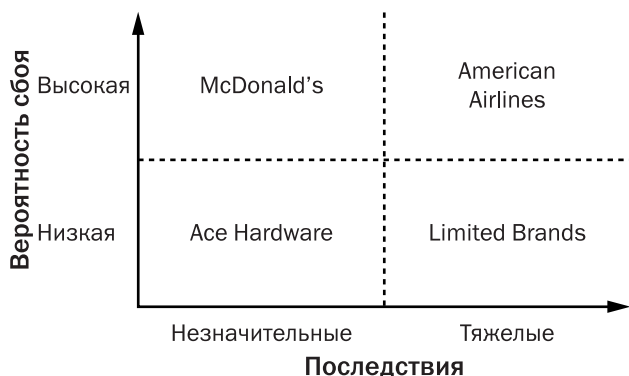 Вероятность сбоя
Высокая
McDonald’s
American
Airlines
Низкая
Ace Hardware
Limited Brands
Незначительные
Тяжелые
Последствия